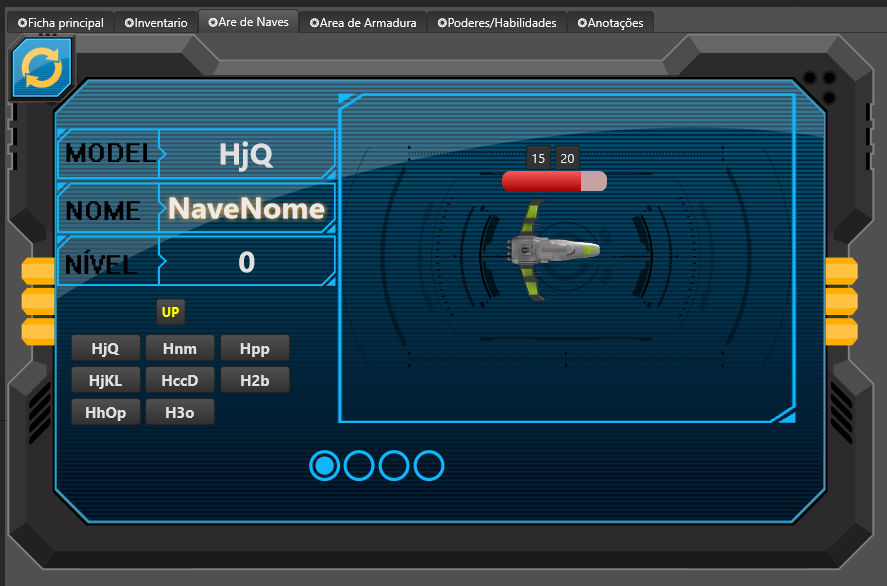 ✪Ficha principal ✪Inventario ✪Are de Naves ✪Area de Armadura ✪Poderes/Habilidades ✪Anotações
MODEL HjQ
15 20
NOME NaveNome
NÍVEL 0
UP
HjQ Hnm Hpp
HjKL HccD H2b
HhOp H3o